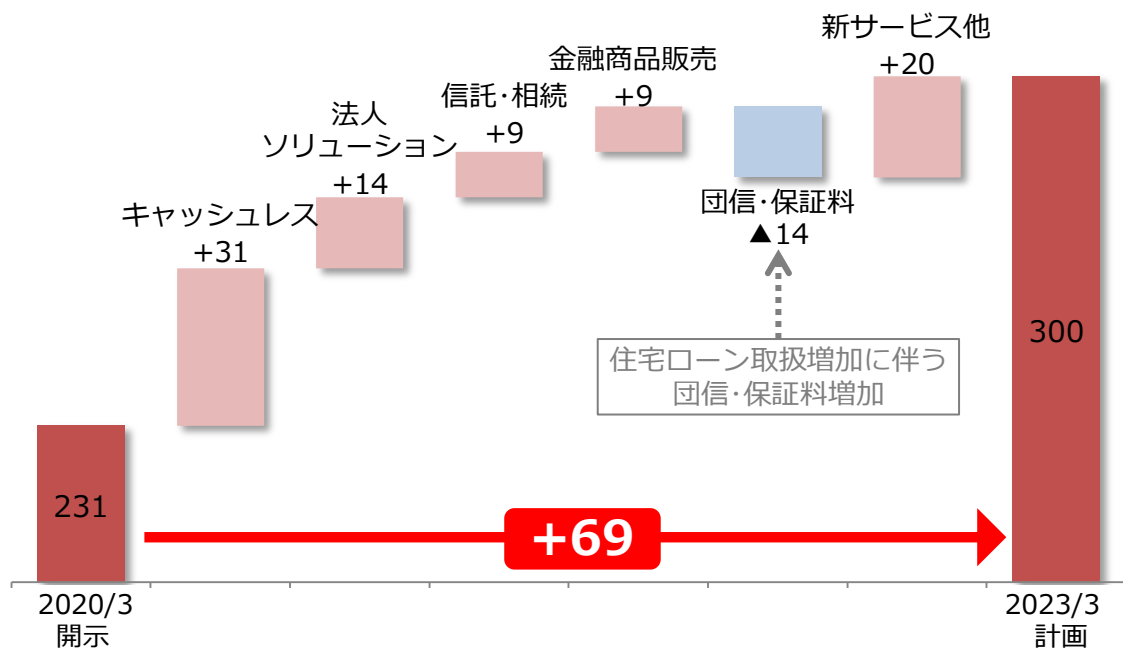 新サービス他
+20
金融商品販売
+9
信託・相続
+9
法人
ソリューション
+14
キャッシュレス
+31
団信・保証料
▲14
住宅ローン取扱増加に伴う
団信・保証料増加
231
+69
300
2020/3
開示
2023/3
計画